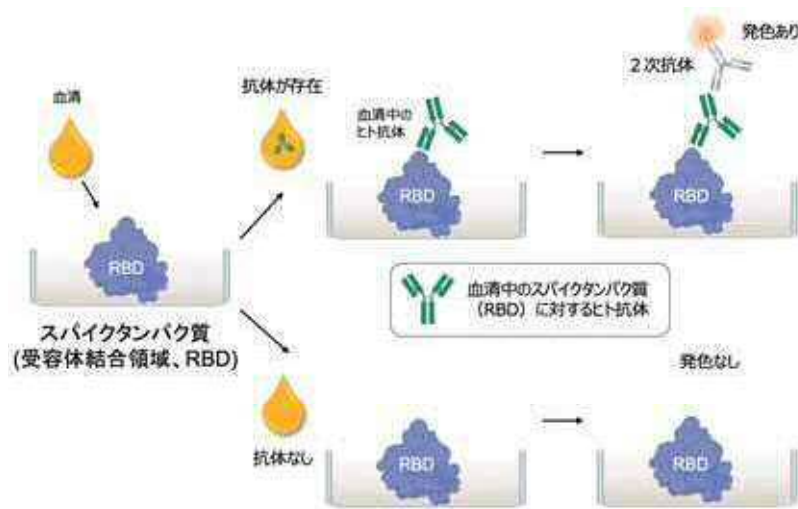 血清
RBD
スパイクタンパク質
(受容体結合領域、RBD)
抗体が存在
血清中の
ヒト抗体
RBD
発色あり
2次抗体
RBD
血清中のスパイクタンパク質
(RBD)に対するヒト抗体
抗体なし
RBD
発色なし
RBD